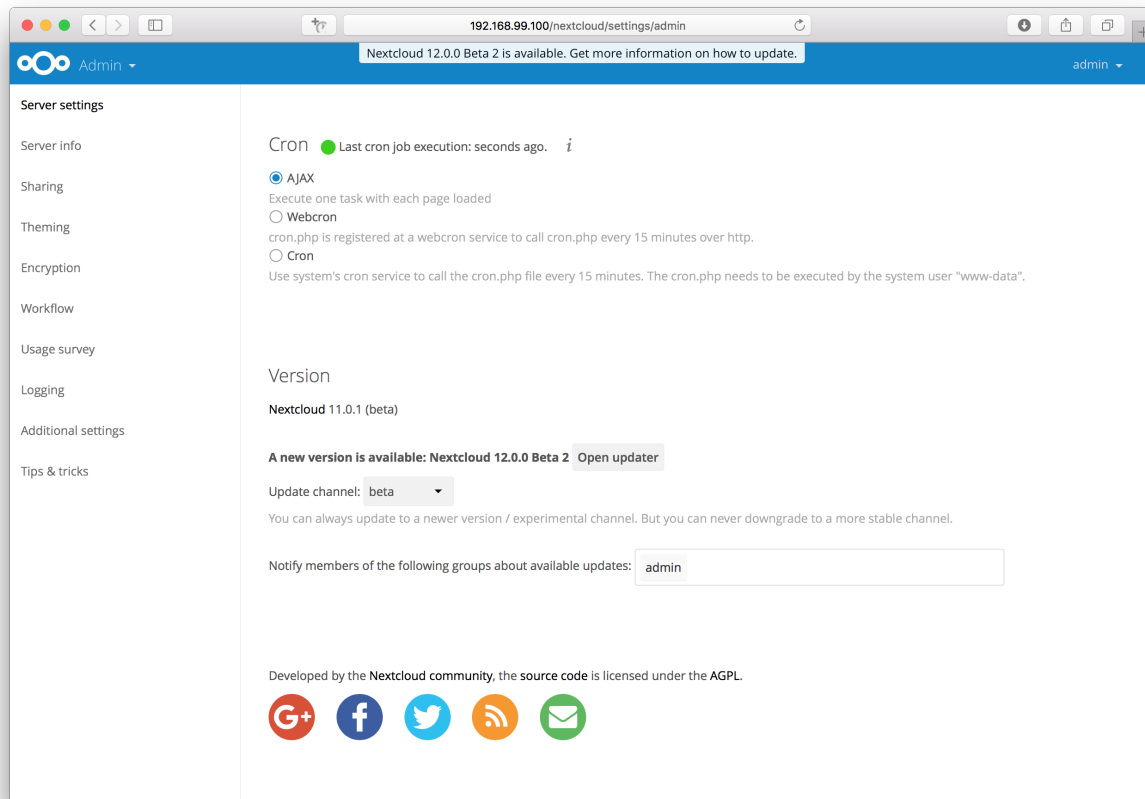 192.168.99.100/nextcloud/settings/admin
Nextcloud 12.0.0 Beta 2 is available. Get more information on how to update.
Admin
admin
Server settings
Server info
Sharing
Theming
Encryption
Workflow
Usage survey
Logging
Additional settings
Tips & tricks
Cron Last cron job execution: seconds ago. i
AJAX
Execute one task with each page loaded
Webcron
cron.php is registered at a webcron service to call cron.php every 15 minutes over http.
Cron
Use system's cron service to call the cron.php file every 15 minutes. The cron.php needs to be executed by the system user "www-data".
Version
Nextcloud 11.0.1 (beta)
A new version is available: Nextcloud 12.0.0 Beta 2 Open updater
Update channel: beta
You can always update to a newer version / experimental channel. But you can never downgrade to a more stable channel.
Notify members of the following groups about available updates: admin
Developed by the Nextcloud community, the source code is licensed under the AGPL.
G+ f